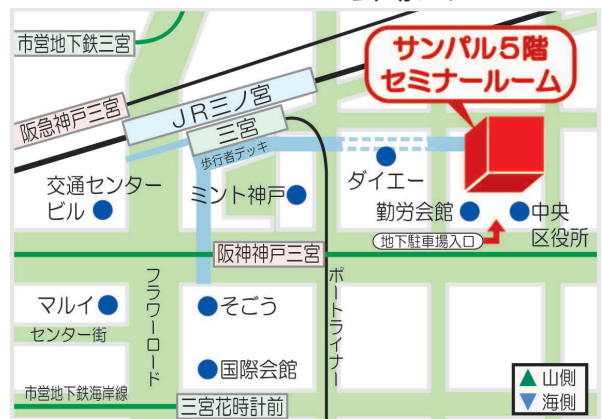 市営地下鉄三宮
サンパル5階
セミナールーム
阪急神戸三宮
JR三ノ宮
三宮
歩行者デッキ
交通センター
ビル
ミント神戸
ダイエー
勤労会館
中央
区役所
地下駐車場入口
阪神神戸三宮
フラワーロード
ポートライナー
マルイ
センター街
そごう
国際会館
市営地下鉄海岸線
三宮花時計前
▲山側
▼海側